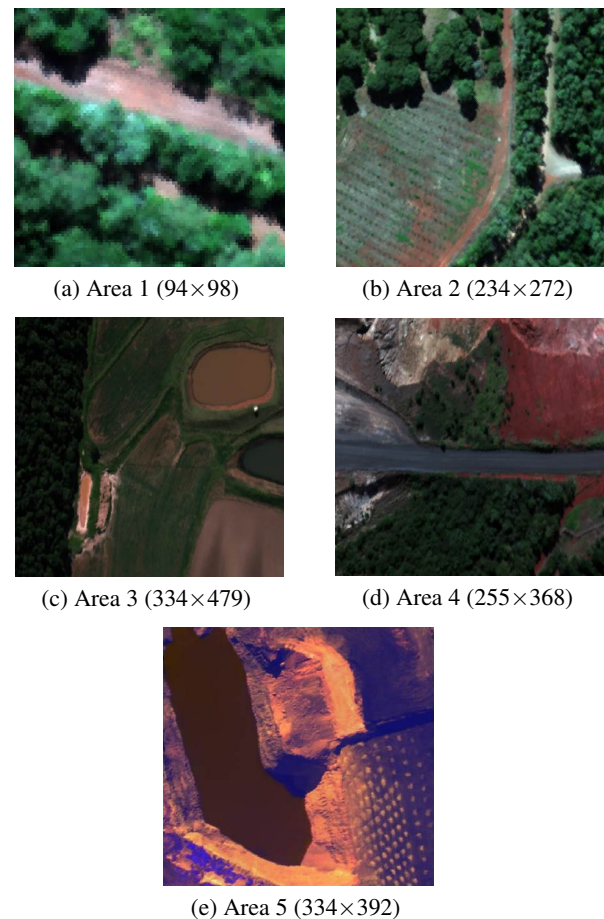 (a) Area 1 (94×98)
(b) Area 2 (234×272)
(c) Area 3 (334×479)
(d) Area 4 (255×368)
(e) Area 5 (334×392)